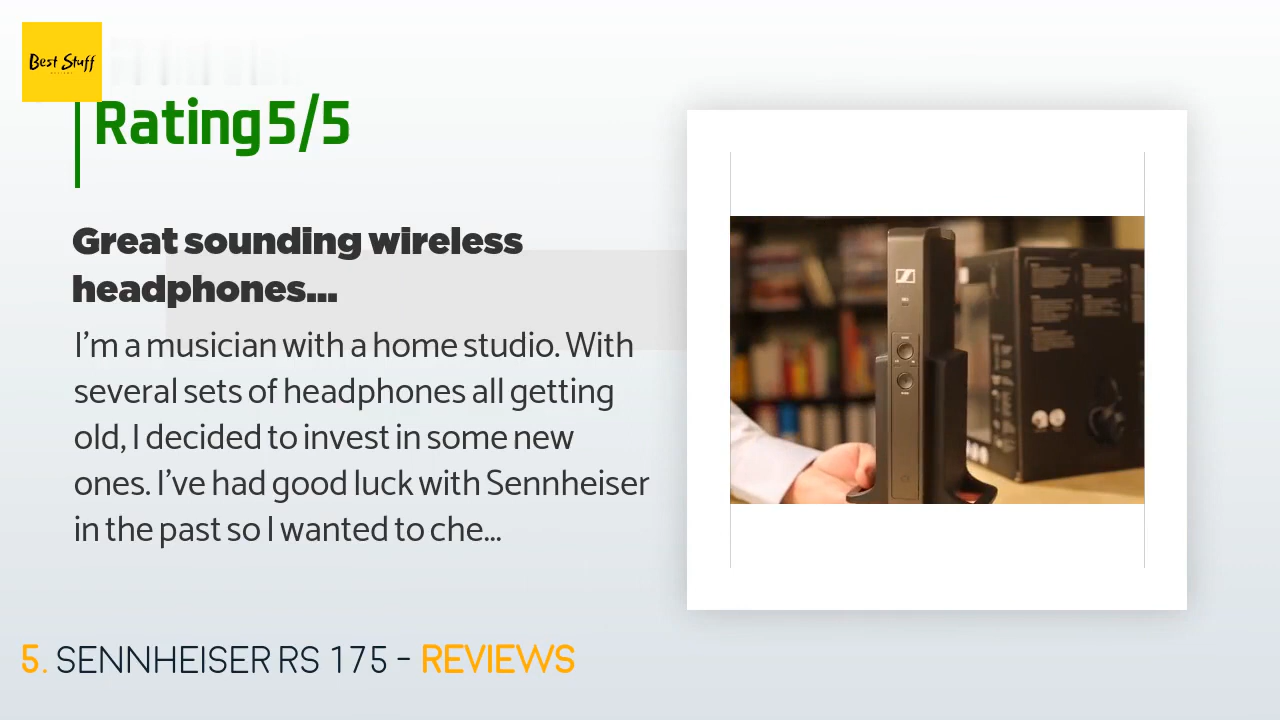 Best Stuff
Rating 5/5
Great sounding wireless
headphones...
I'm a musician with a home studio. With
several sets of headphones all getting
old, I decided to invest in some new
ones. I've had good luck with Sennheiser
in the past so I wanted to che...
5. SENNHEISER RS 175 - REVIEWS